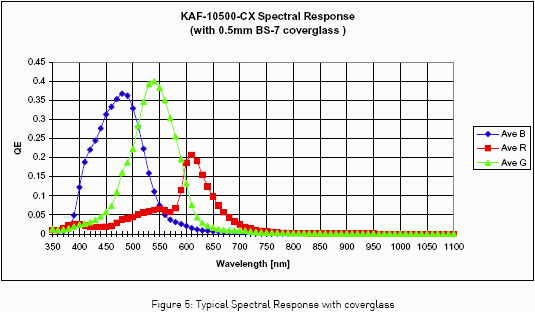 KAF-10500-CX Spectral Response
(with 0.5mm BS-7 coverglass )
0.45
0.4
0.35
0.3
0.25
0.2
0.15
0.1
0.05
0
QE
350 400 450 500 550 600 650 700 750 800 850 900 950 1000 1050 1100
Wavelength [nm]
Ave B
Ave R
Ave G
Figure 5: Typical Spectral Response with coverglass